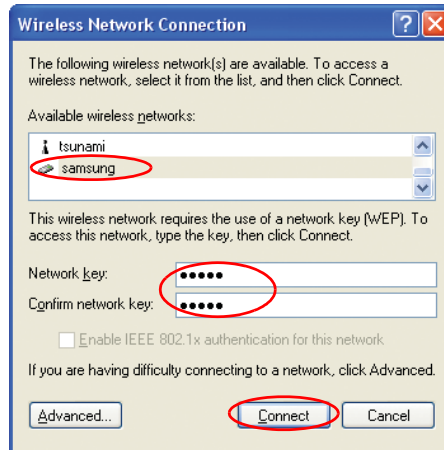 Wireless Network Connection
The following wireless network(s) are available. To access a
wireless network, select it from the list, and then click Connect.
Available wireless networks:
tsunami
samsung
This wireless network requires the use of a network key (WEP). To
access this network, type the key, then click Connect.
Network key: •••••
Confirm network key: •••••
Enable IEEE 802.1x authentication for this network
If you are having difficulty connecting to a network, click Advanced.
Advanced... Connect Cancel